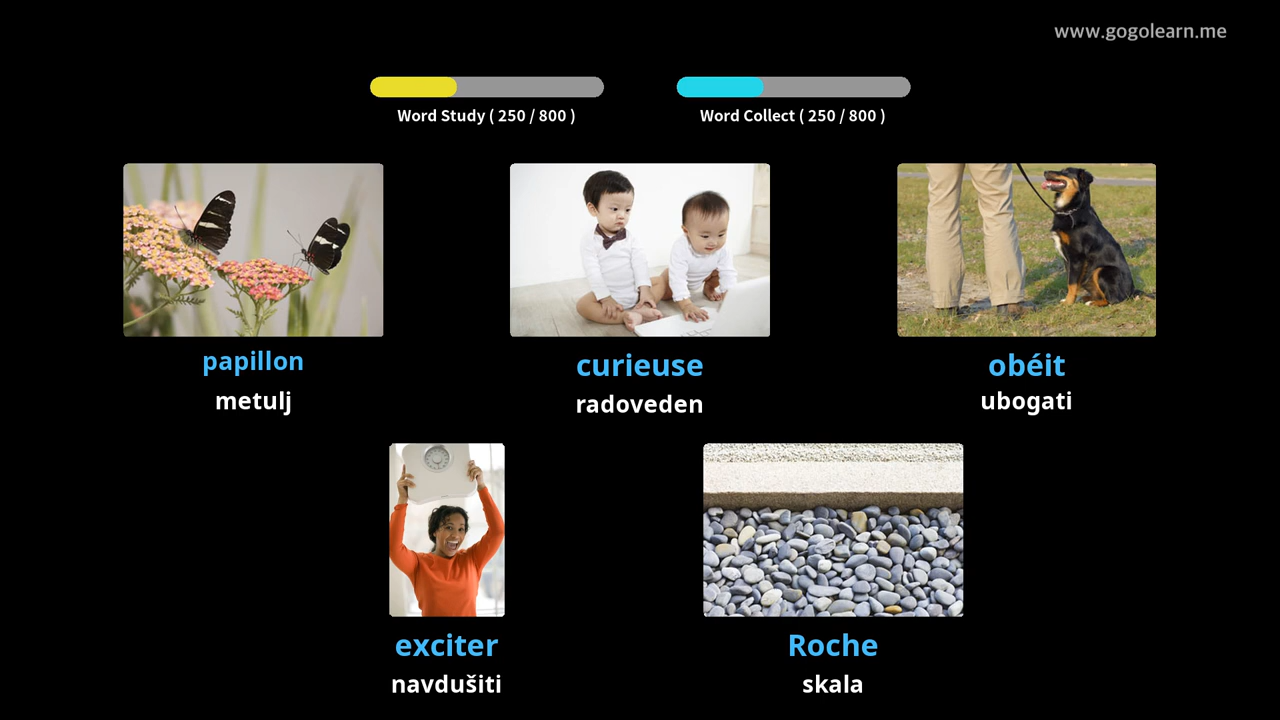 www.gogolearn.me
Word Study ( 250 / 800 )
Word Collect ( 250 / 800 )
papillon
metulj
curieuse
radoveden
obéit
ubogati
exciter
navdušiti
Roche
skala